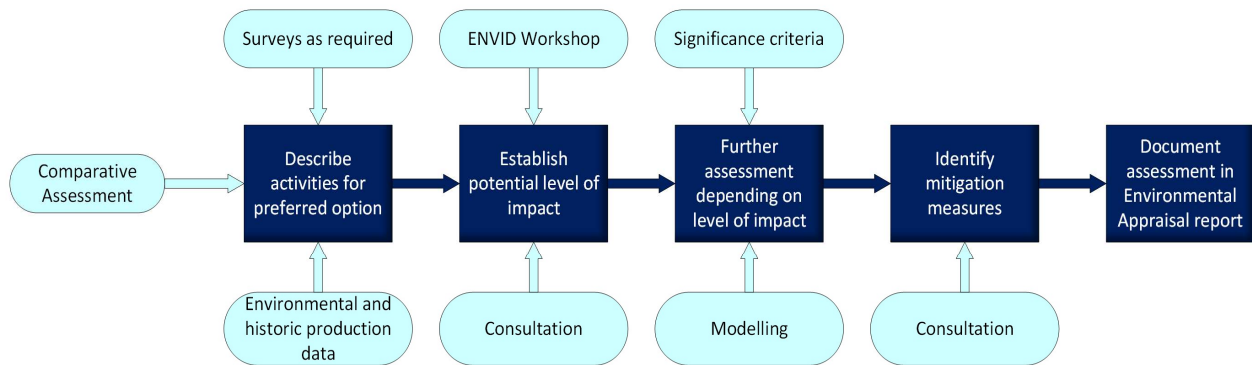 Surveys as required
ENVID Workshop
Significance criteria
Comparative
Assessment
Describe
activities for
preferred option
Establish
potential level of
impact
Further
assessment
depending on
level of impact
Identify
mitigation
measures
Document
assessment in
Environmental
Appraisal report
Environmental and
historic production
data
Consultation
Modelling
Consultation